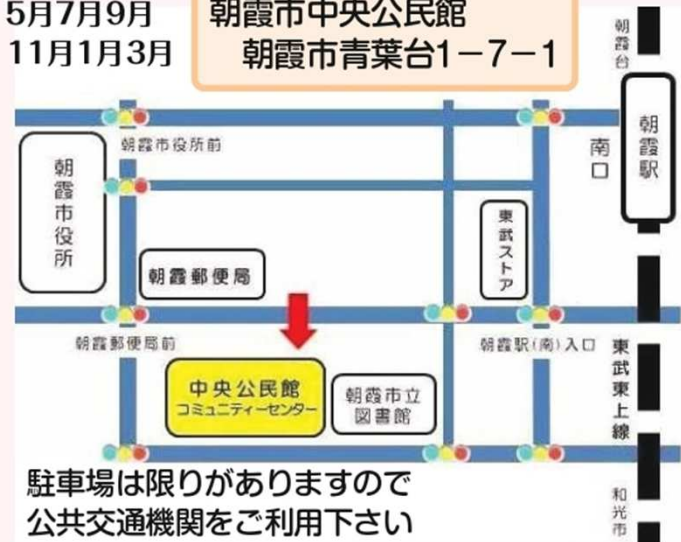 5月7月9月
11月1月3月
朝霞市中央公民館
朝霞市青葉台1－7－1
朝霞台
朝霞駅
南口
朝霞市役所前
朝霞市役所
東武ストア
朝霞郵便局
朝霞郵便局前
朝霞駅(南)入口
東武東上線
中央公民館
コミュニティーセンター
朝霞市立
図書館
和光市
駐車場は限りがありますので
公共交通機関をご利用下さい